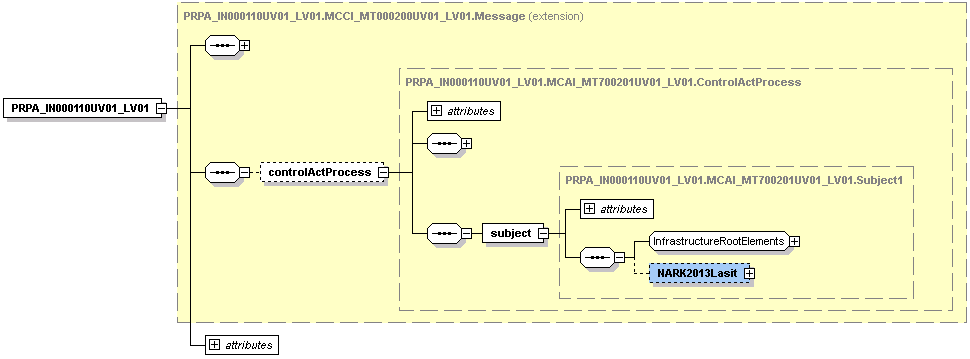 PRPA_IN000110UV01_LV01.MCCI_MT000200UV01_LV01.Message (extension)
PRPA_IN000110UV01_LV01.MCAI_MT700201UV01_LV01.ControlActProcess
PRPA_IN000110UV01_LV01
attributes
controlActProcess
PRPA_IN000110UV01_LV01.MCAI_MT700201UV01_LV01.Subject1
attributes
subject
InfrastructureRootElements
NARK2013Lasit
attributes